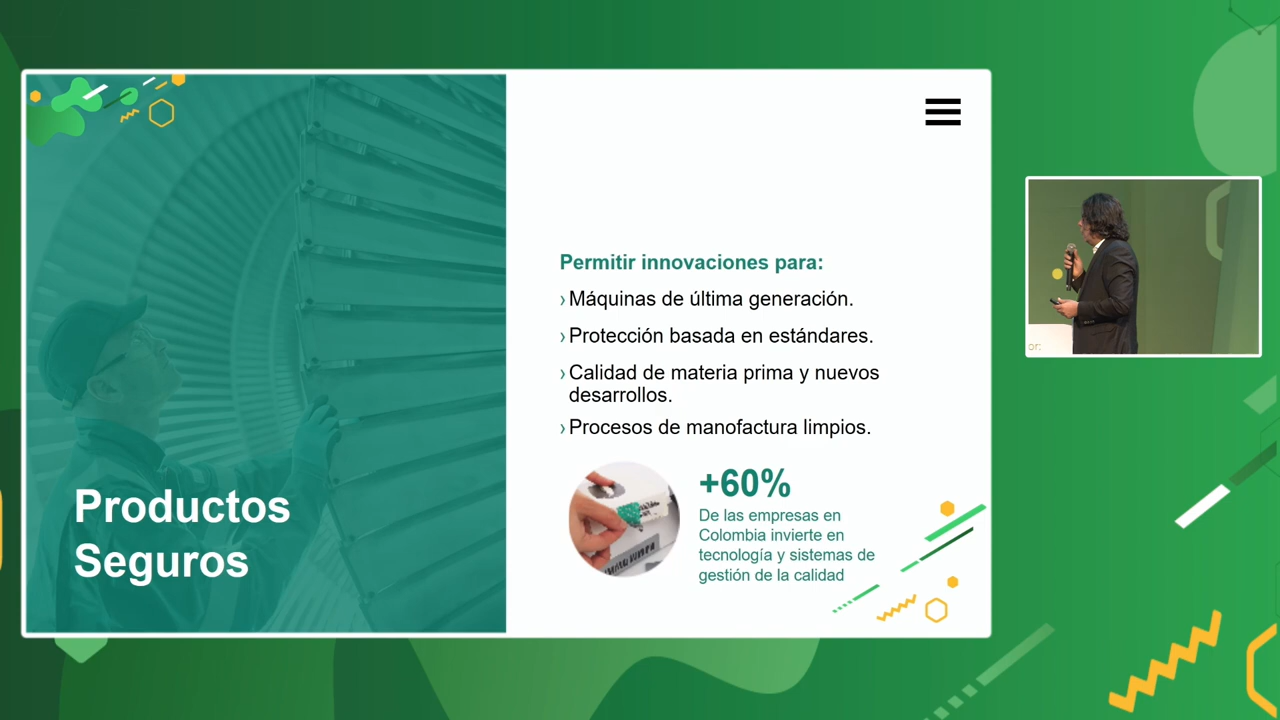 Productos
Seguros
Permitir innovaciones para:
› Máquinas de última generación.
› Protección basada en estándares.
› Calidad de materia prima y nuevos
desarrollos.
› Procesos de manofactura limpios.
+60%
De las empresas en
Colombia invierte en
tecnología y sistemas de
gestión de la calidad
or: